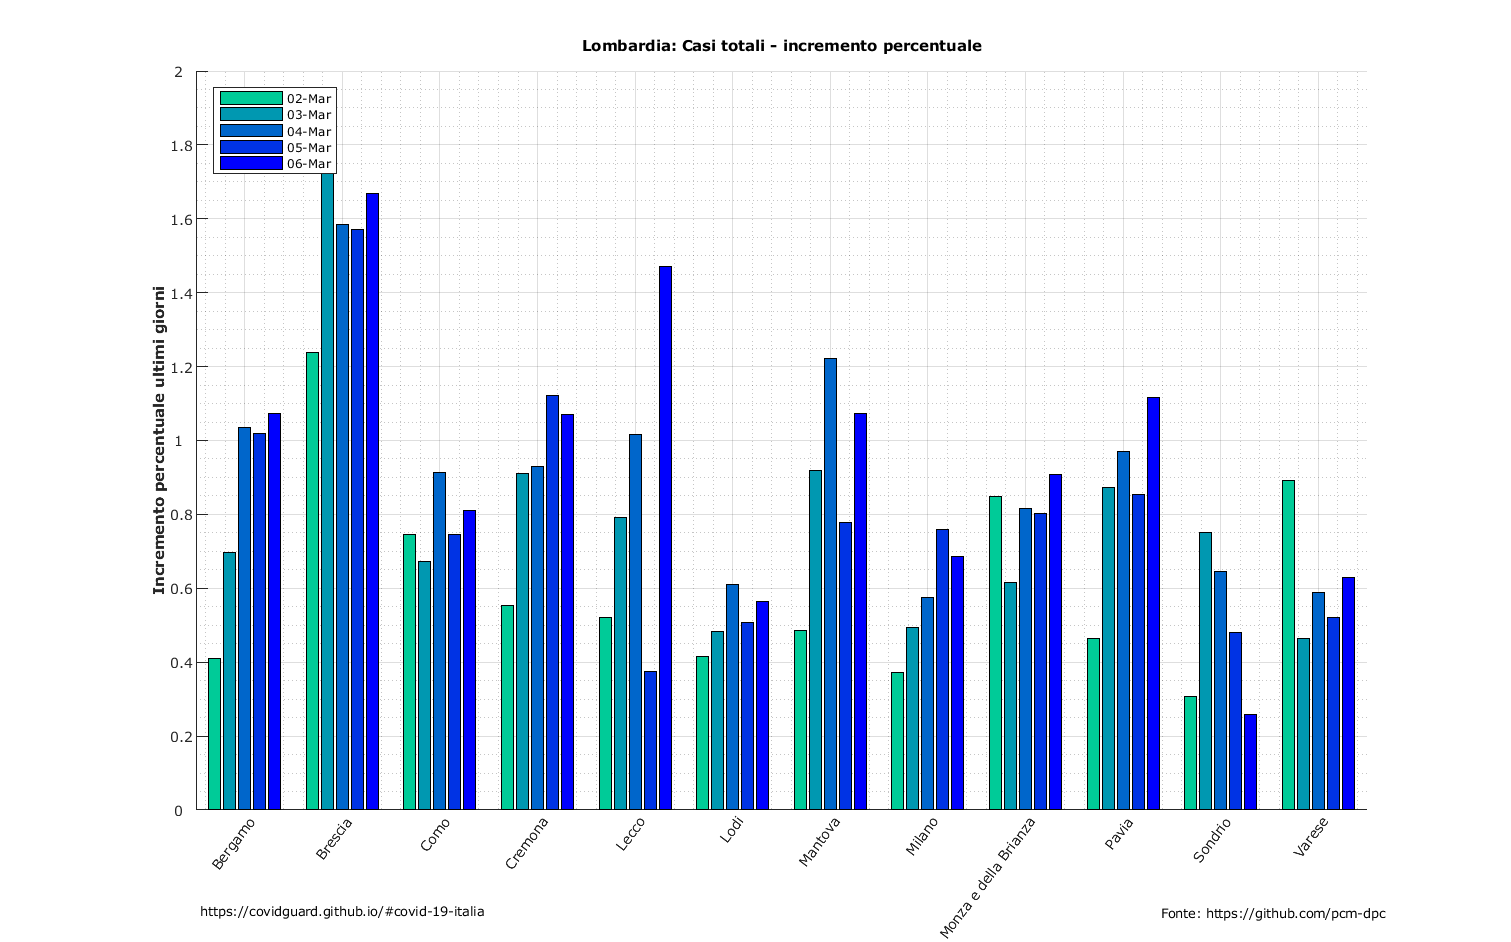 Lombardia: Casi totali - incremento percentuale
2
1.8
1.6
1.4
1.2
1
0.8
0.6
0.4
0.2
0
Incremento percentuale ultimi giorni
02-Mar
03-Mar
04-Mar
05-Mar
06-Mar
Bergamo
Brescia
Como
Cremona
Lecco
Lodi
Mantova
Milano
Monza e della Brianza
Pavia
Sondrio
Varese
https://covidguard.github.io/#covid-19-italia
Fonte: https://github.com/pcm-dpc